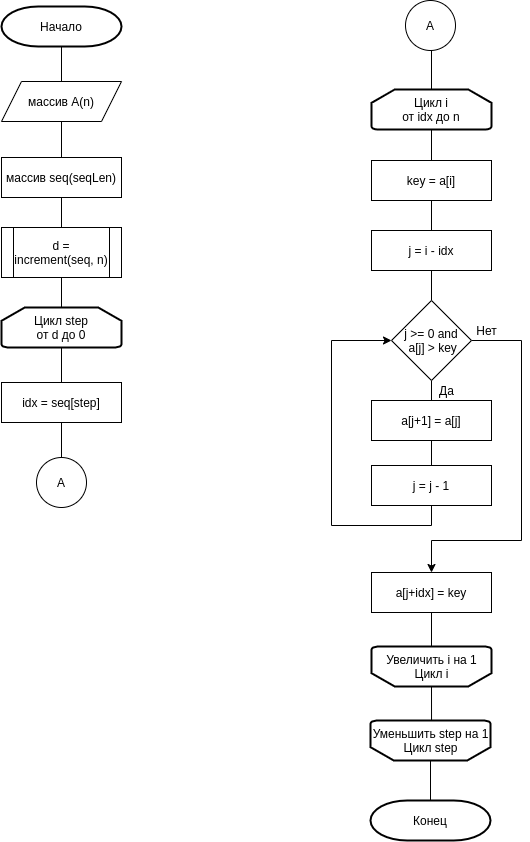 Начало
массив A(n)
массив seq(seqLen)
d =
increment(seq, n)
Цикл step
от d до 0
idx = seq[step]
A
A
Цикл i
от idx до n
key = a[i]
j = i - idx
j >= 0 and
a[j] > key
Нет
Да
a[j+1] = a[j]
j = j - 1
a[j+idx] = key
Увеличить i на 1
Цикл i
Уменьшить step на 1
Цикл step
Конец